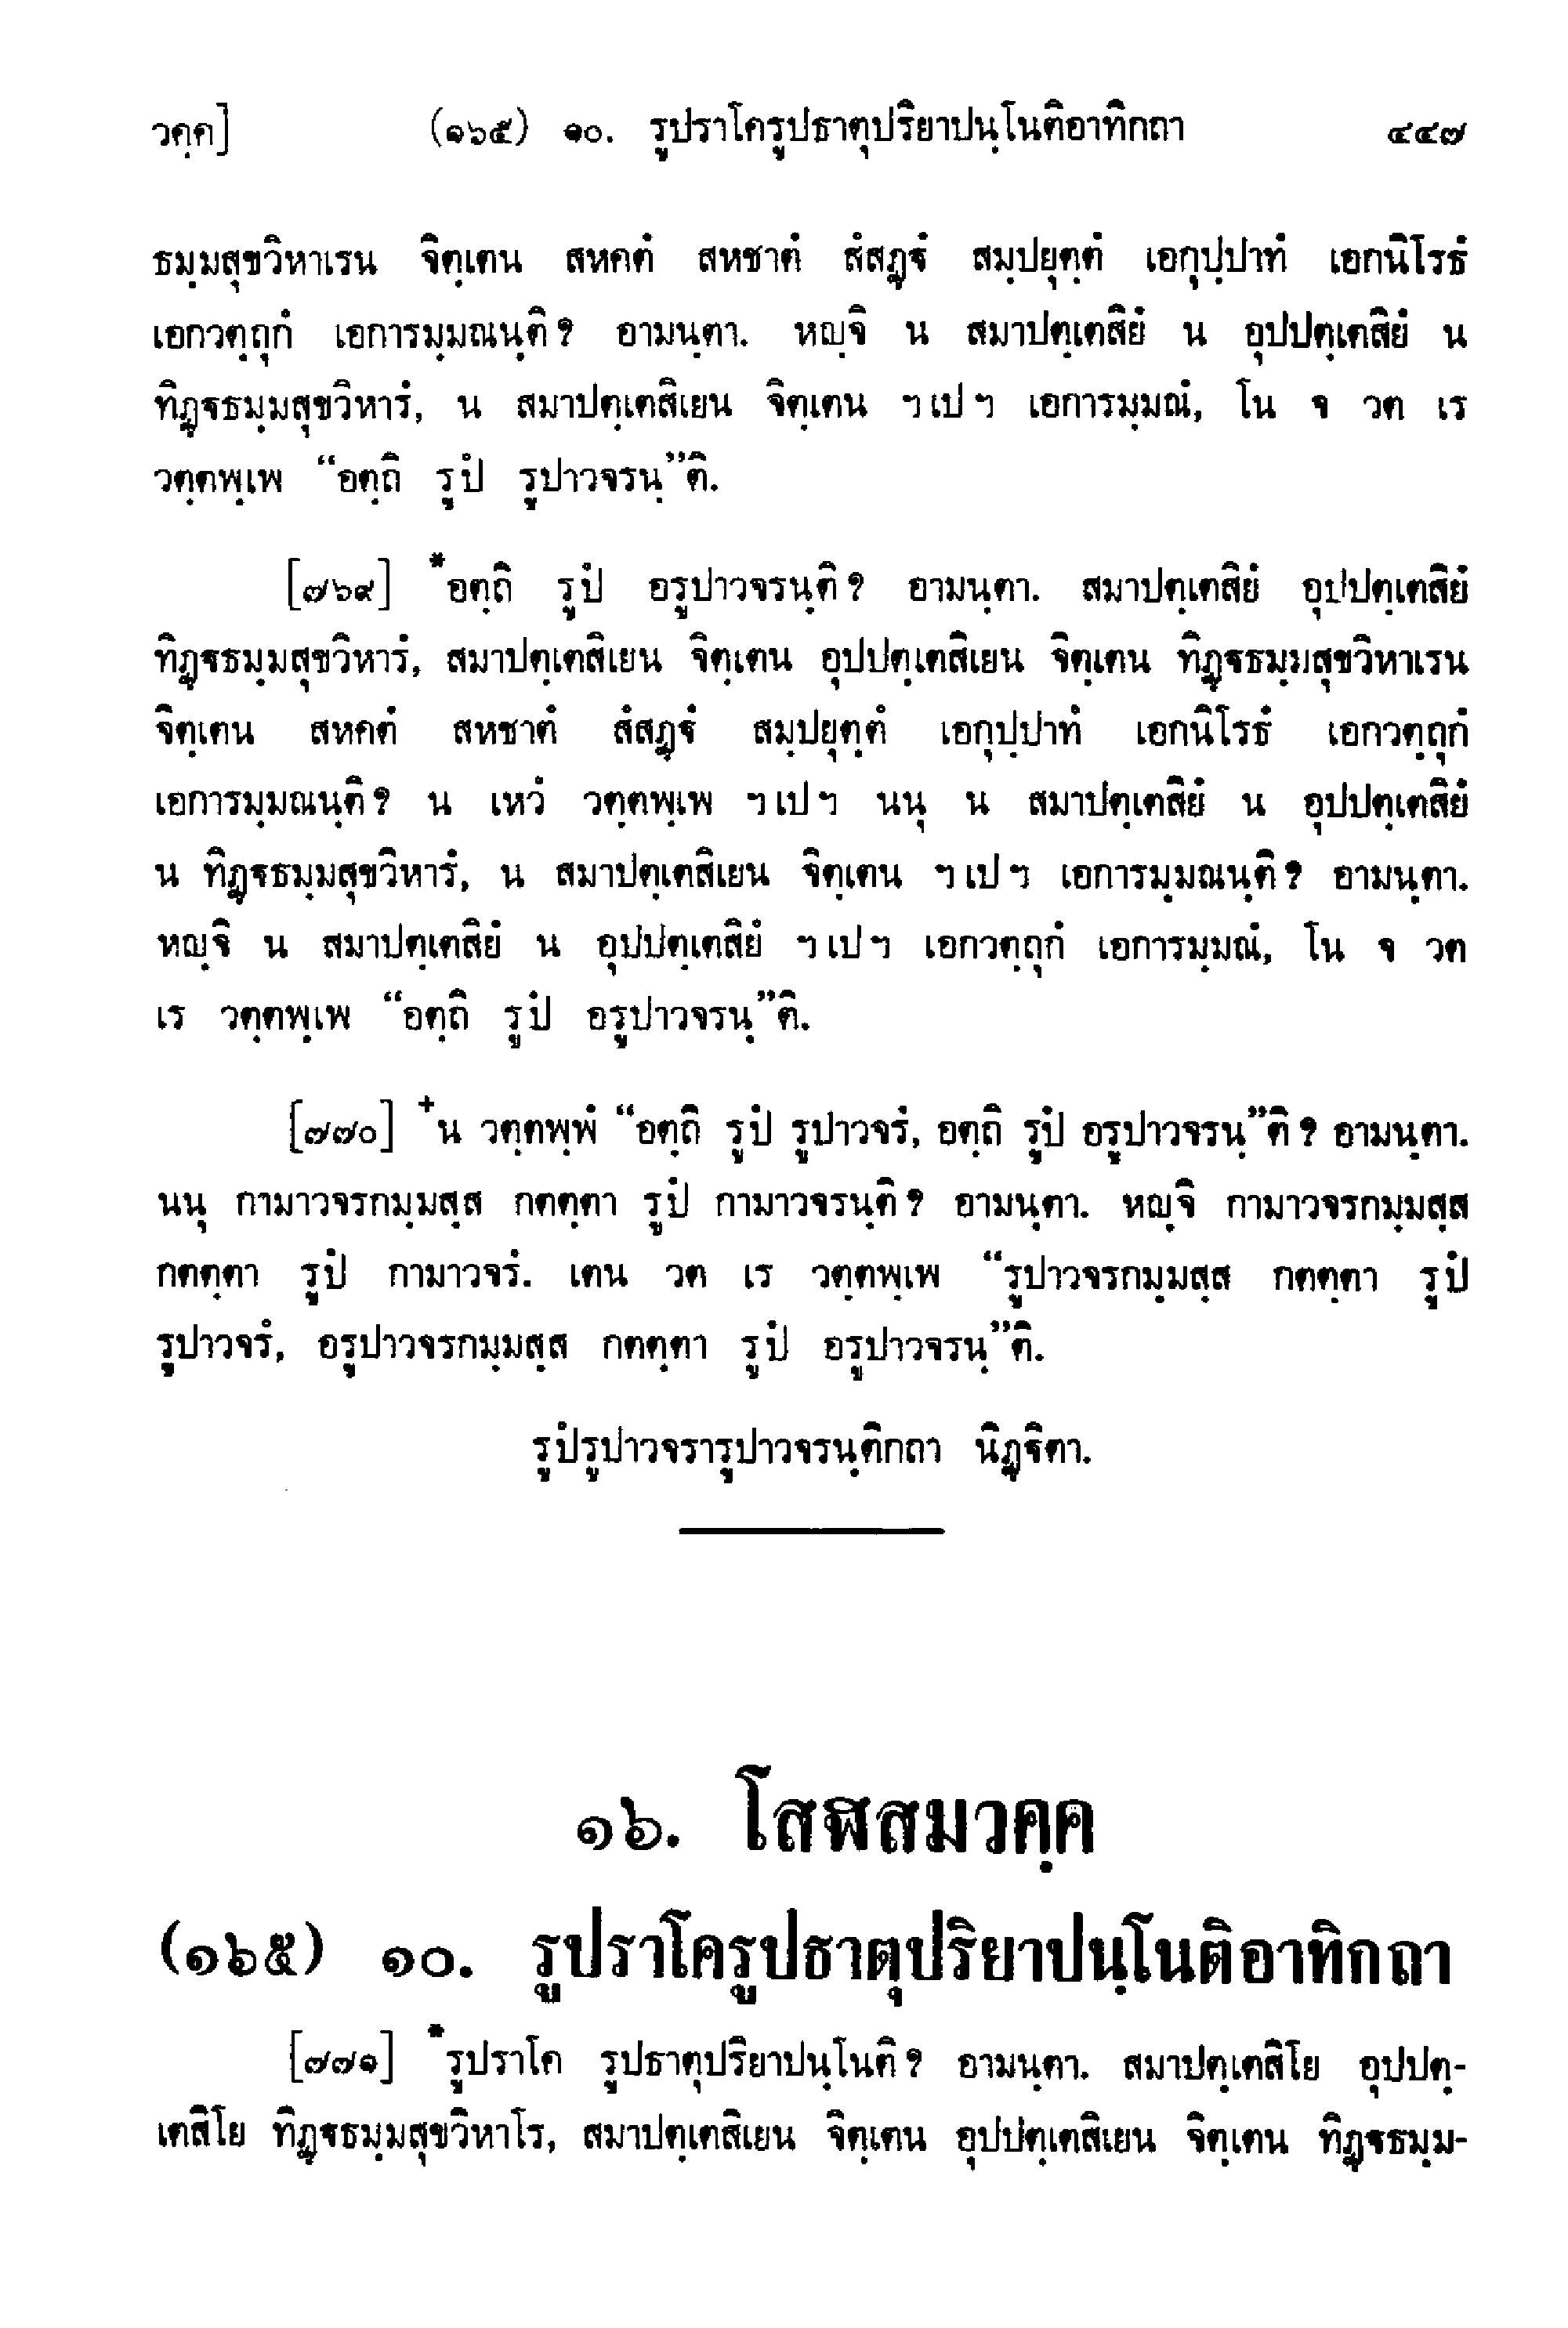 วคฺค]	(๑๖๕) ๑๐. รูปราโครูปธาตุปริยาปนฺโนติอาทิกถา	๔๔๗
ธมฺมสุขวิหาเรน จิตฺเตน สหคตํ สหชาตํ สํสฏฺฐํ สมฺปยุตฺตํ เอกุปฺปาทํ เอกนิโรธํ
เอกวตฺถุกํ เอการมฺมณนฺติ? อามนฺตา. หญฺจิ น สมาปตฺเตสิยํ น อุปปตฺเตสิยํ น
ทิฏฺฐธมฺมสุขวิหารํ, น สมาปตฺเตสิเยน จิตฺเตน ฯเปฯ เอการมฺมณํ, โน จ วต เร
วตฺตพฺเพ “อตฺถิ รูปํ รูปาวจรนฺ”ติ.
[๗๖๙] *อตฺถิ รูปํ อรูปาวจรนฺติ? อามนฺตา. สมาปตฺเตสิยํ อุปปตฺเตสิยํ
ทิฏฺฐธมฺมสุขวิหารํ, สมาปตฺเตสิเยน จิตฺเตน อุปปตฺเตสิเยน จิตฺเตน ทิฏฺฐธมฺมสุขวิหาเรน
จิตฺเตน สหคตํ สหชาตํ สํสฏฺฐํ สมฺปยุตฺตํ เอกุปฺปาทํ เอกนิโรธํ เอกวตฺถุกํ
เอการมฺมณนฺติ? น เหวํ วตฺตพฺเพ ฯเปฯ นนุ น สมาปตฺเตสิยํ น อุปปตฺเตสิยํ
น ทิฏฺฐธมฺมสุขวิหารํ, น สมาปตฺเตสิเยน จิตฺเตน ฯเปฯ เอการมฺมณนฺติ? อามนฺตา.
หญฺจิ น สมาปตฺเตสิยํ น อุปปตฺเตสิยํ ฯเปฯ เอกวตฺถุกํ เอการมฺมณํ, โน จ วต
เร วตฺตพฺเพ “อตฺถิ รูปํ อรูปาวจรนฺ”ติ.
[๗๗๐] +น วตฺตพฺพํ “อตฺถิ รูปํ รูปาวจรํ, อตฺถิ รูปํ อรูปาวจรนฺ”ติ? อามนฺตา.
นนุ กามาวจรกมฺมสฺส กตตฺตา รูปํ กามาวจรนฺติ? อามนฺตา. หญฺจิ กามาวจรกมฺมสฺส
กตตฺตา รูปํ กามาวจรํ. เตน วต เร วตฺตพฺเพ “รูปาวจรกมฺมสฺส กตตฺตา รูปํ
รูปาวจรํ, อรูปาวจรกมฺมสฺส กตตฺตา รูปํ อรูปาวจรนฺ”ติ.
รูปํรูปาวจรารูปาวจรนฺติกถา นิฏฺฐิตา.
๑๖. โสฬสมวคฺค
(๑๖๕) ๑๐. รูปราโครูปธาตุปริยาปนฺโนติอาทิกถา
[๗๗๑] *รูปราโค รูปธาตุปริยาปนฺโนติ? อามนฺตา. สมาปตฺเตสิโย อุปปตฺ-
เตสิโย ทิฏฺฐธมฺมสุขวิหาโร, สมาปตฺเตสิเยน จิตฺเตน อุปปตฺเตสิเยน จิตฺเตน ทิฏฺฐธมฺม-